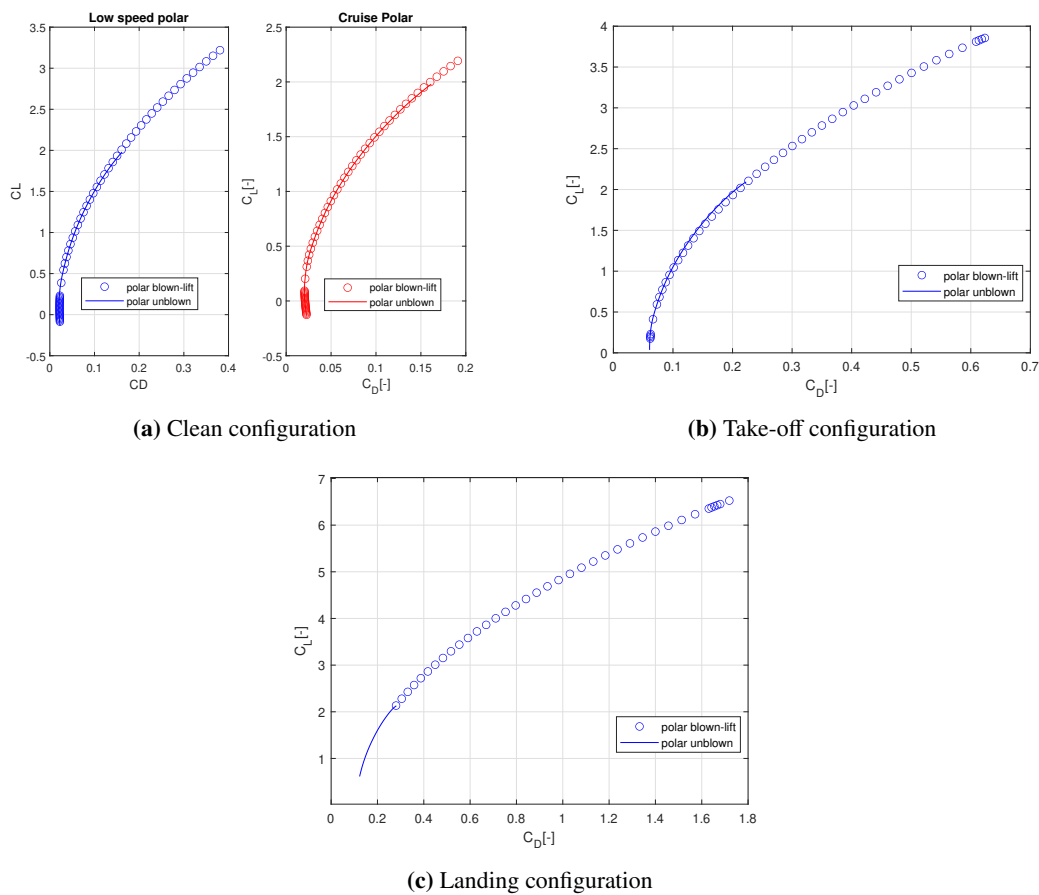 Low speed polar
3.5
3
2.5
2
1.5
1
0.5
0
-0.5
CL
0
0.1
0.2
0.3
0.4
CD
polar blown-lift
polar unblown
Cruise Polar
2.5
2
1.5
1
0.5
0
-0.5
C_L[-]
0
0.05
0.1
0.15
0.2
C_D[-]
polar blown-lift
polar unblown
(a) Clean configuration
4
3.5
3
2.5
2
1.5
1
0.5
0
C_L[-]
0
0.1
0.2
0.3
0.4
0.5
0.6
0.7
C_D[-]
polar blown-lift
polar unblown
(b) Take-off configuration
7
6
5
4
3
2
1
C_L[-]
0
0.2
0.4
0.6
0.8
1
1.2
1.4
1.6
1.8
C_D[-]
polar blown-lift
polar unblown
(c) Landing configuration